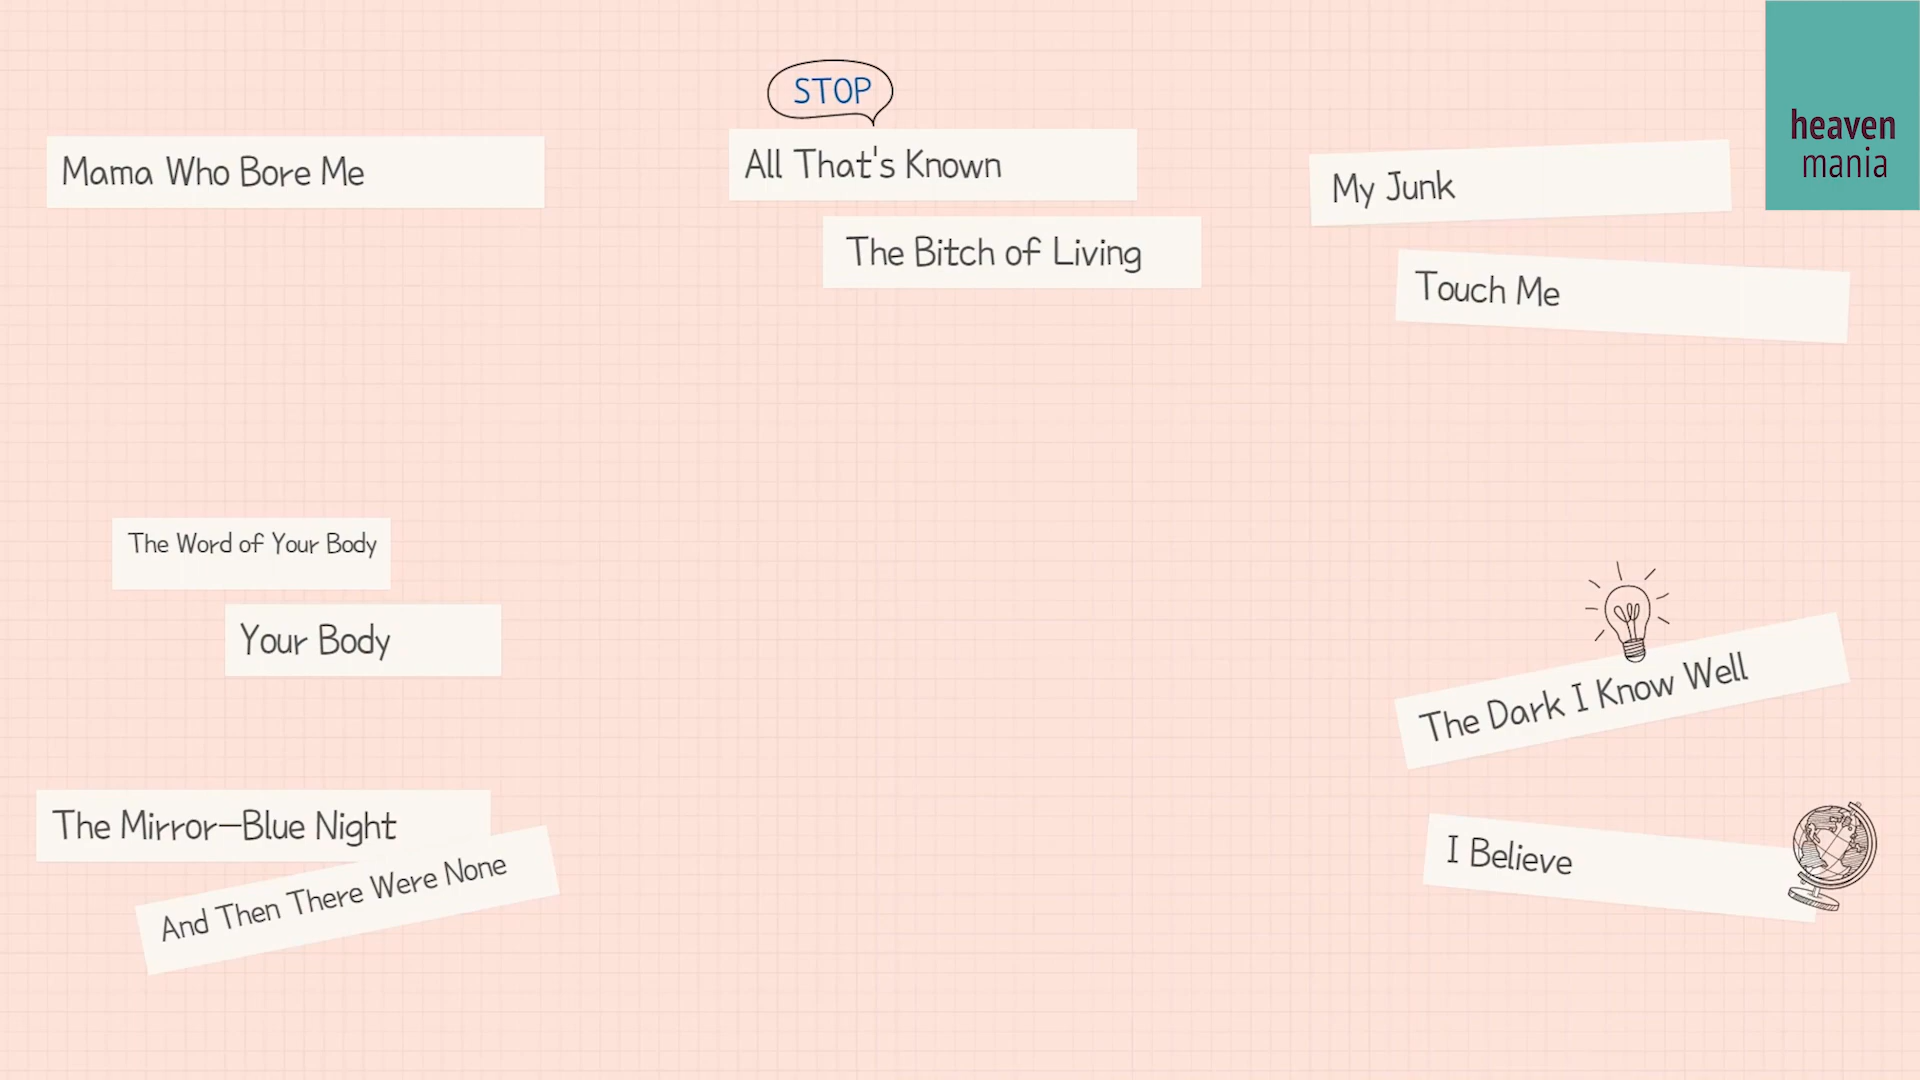 STOP
heaven
mania
Mama Who Bore Me
All That's Known
My Junk
The Bitch of Living
Touch Me
The Word of Your Body
Your Body
The Dark I Know Well
The Mirror–Blue Night
And Then There Were None
I Believe